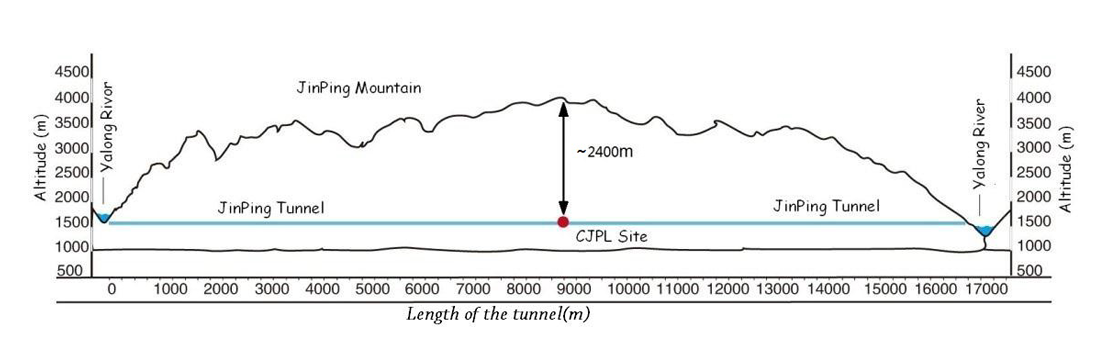 JinPing Mountain
Altitude (m)
4500
4000
3500
3000
2500
2000
1500
1000
500
Yalong Rivor
~2400m
JinPing Tunnel
CJPL Site
JinPing Tunnel
Yalong River
4500
4000
3500
3000
2500
2000
1500
1000
500
Altitude (m)
0 1000 2000 3000 4000 5000 6000 7000 8000 9000 10000 11000 12000 13000 14000 15000 16000 17000
Length of the tunnel(m)